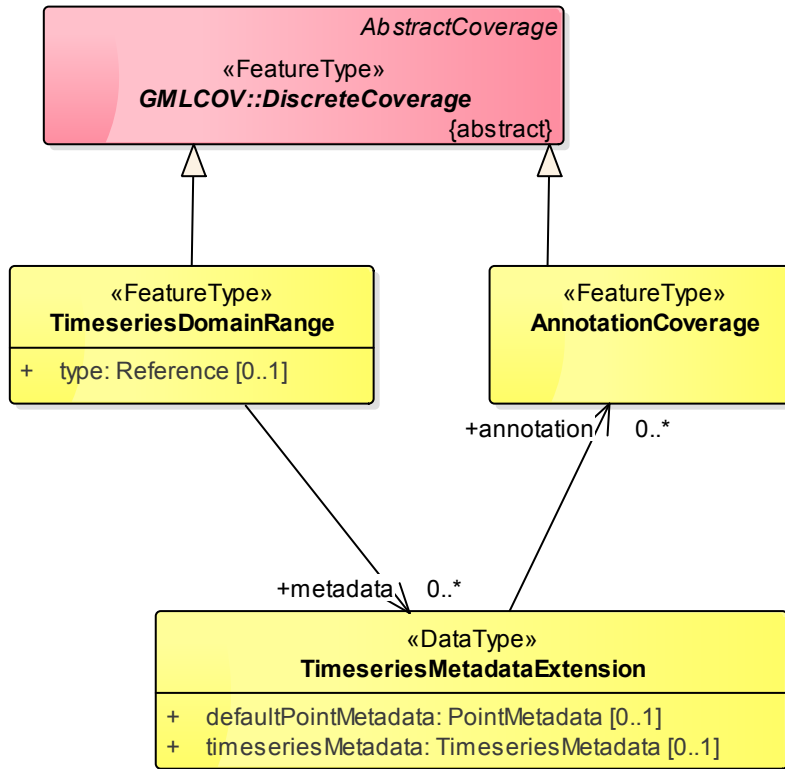 AbstractCoverage
«FeatureType»
GMLCOV::DiscreteCoverage
{abstract}
«FeatureType»
TimeseriesDomainRange
+ type: Reference [0..1]
«FeatureType»
AnnotationCoverage
+annotation 0..*
+metadata 0..*
«DataType»
TimeseriesMetadataExtension
+ defaultPointMetadata: PointMetadata [0..1]
+ timeseriesMetadata: TimeseriesMetadata [0..1]